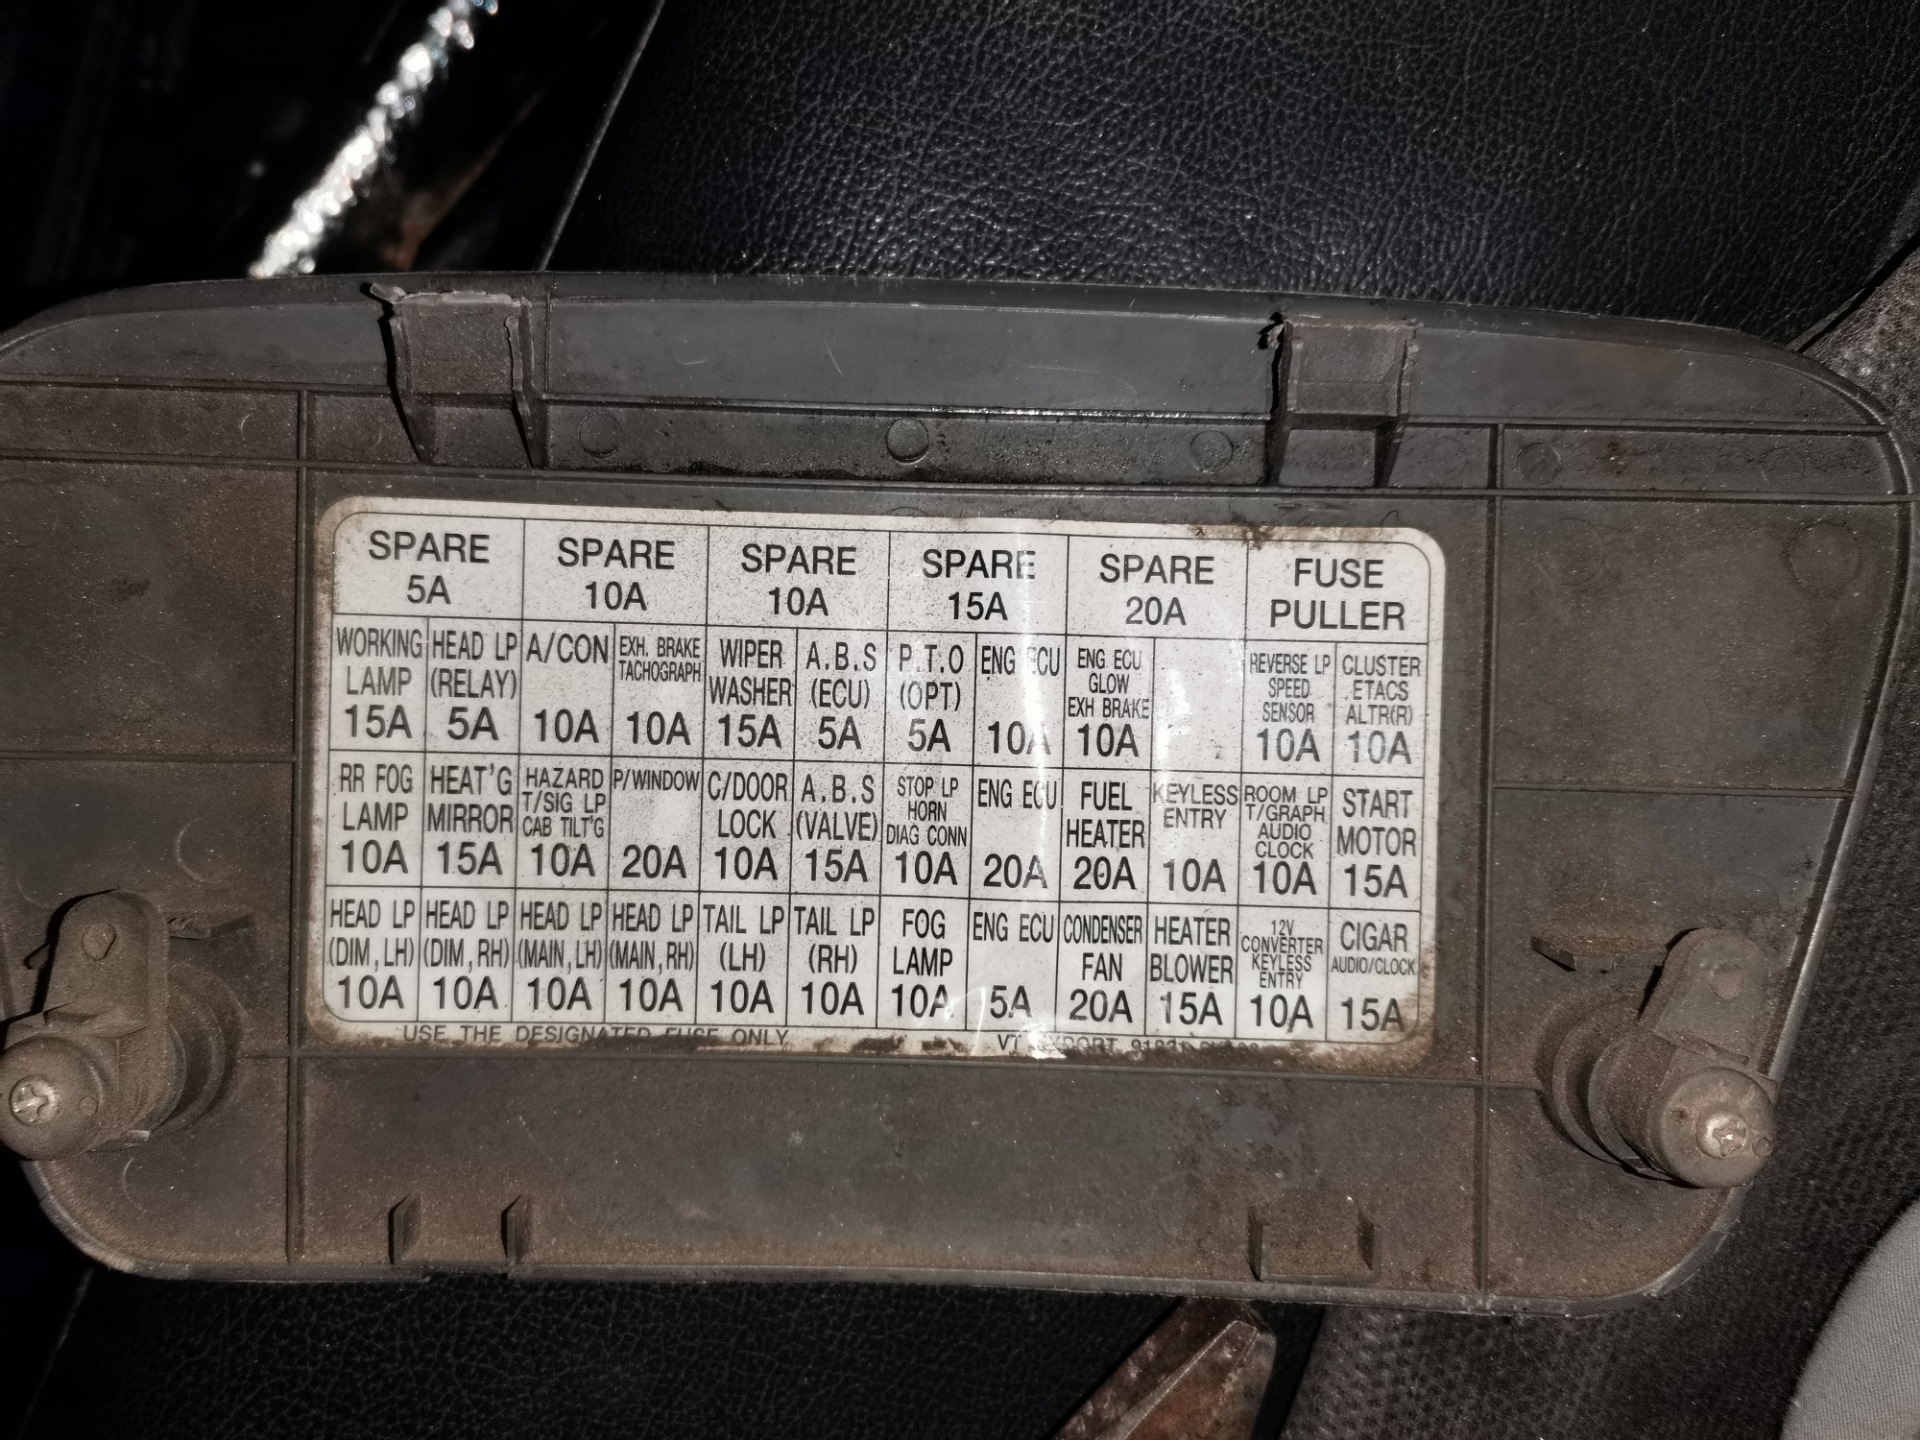 SPARE
5A
SPARE
10A
SPARE
10A
SPARE
15A
SPARE
20A
FUSE
PULLER
WORKING
LAMP
15A
HEAD LP
(RELAY)
5A
A/CON
10A
EXH. BRAKE
TACHOGRAPH
10A
WIPER
WASHER
15A
A.B.S
(ECU)
5A
P.T.O
(OPT)
5A
ENG ECU
10A
ENG ECU
GLOW
EXH BRAKE
10A
REVERSE LP
SPEED
SENSOR
10A
CLUSTER
ETACS
ALTR(R)
10A
RR FOG
LAMP
10A
HEAT'G
MIRROR
15A
HAZARD
T/SIG LP
CAB TILT'G
10A
P/WINDOW
20A
C/DOOR
LOCK
10A
A.B.S
(VALVE)
15A
STOP LP
HORN
DIAG CONN
10A
ENG ECU
20A
FUEL
HEATER
20A
KEYLESS
ENTRY
10A
ROOM LP
T/GRAPH
AUDIO
CLOCK
10A
START
MOTOR
15A
HEAD LP
(DIM, LH)
10A
HEAD LP
(DIM, RH)
10A
HEAD LP
(MAIN, LH)
10A
HEAD LP
(MAIN, RH)
10A
TAIL LP
(LH)
10A
TAIL LP
(RH)
10A
FOG
LAMP
10A
ENG ECU
5A
CONDENSER
FAN
20A
HEATER
BLOWER
15A
12V
CONVERTER
KEYLESS
ENTRY
10A
CIGAR
AUDIO/CLOCK
15A
USE THE DESIGNATED FUSE ONLY
EXPORT